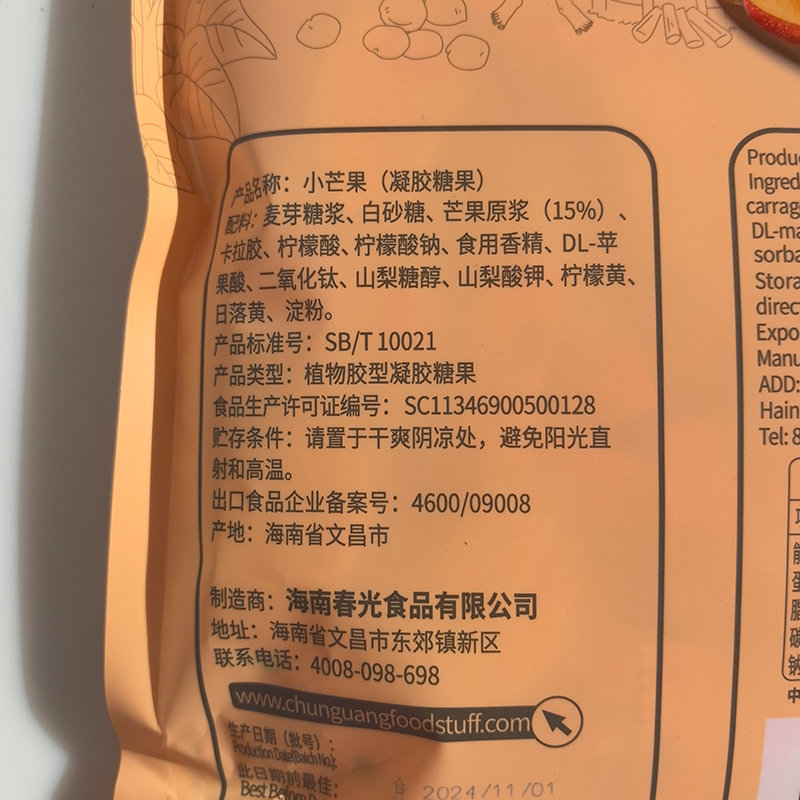 产品名称：小芒果（凝胶糖果）
配料：麦芽糖浆、白砂糖、芒果原浆（15%）、
卡拉胶、柠檬酸、柠檬酸钠、食用香精、DL-苹
果酸、二氧化钛、山梨糖醇、山梨酸钾、柠檬黄、
日落黄、淀粉。
产品标准号：SB/T 10021
产品类型：植物胶型凝胶糖果
食品生产许可证编号：SC11346900500128
贮存条件：请置于干爽阴凉处，避免阳光直
射和高温。
出口食品企业备案号：4600/09008
产地：海南省文昌市
制造商：海南春光食品有限公司
地址：海南省文昌市东郊镇新区
联系电话：4008-098-698
www.chunguangfoodstuff.com
生产日期（批号）:
Production Date(Batch No.):
此日期前最佳：
Best Before
2024/11/01
Produ
Ingred
carrag
DL-ma
sorba
Stora
direc
Expo
Manu
ADD:
Hain
Tel: 8
能
蛋
脂
碳
钠
中